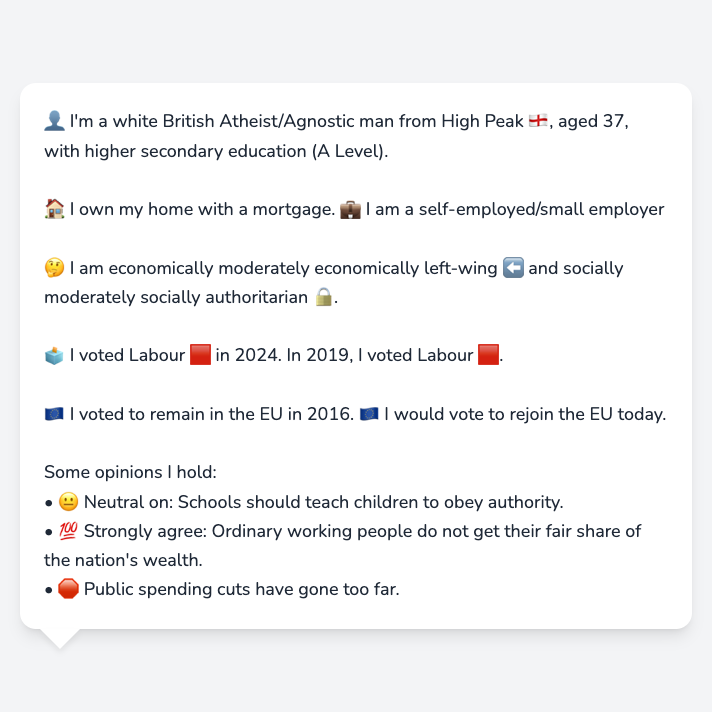 👤 I'm a white British Atheist/Agnostic man from High Peak 🏴󠁧󠁢󠁥󠁮󠁧󠁿, aged 37,
with higher secondary education (A Level).
🏠 I own my home with a mortgage. 💼 I am a self-employed/small employer
🤔 I am economically moderately economically left-wing ⬅️ and socially
moderately socially authoritarian 🔒.
🗳️ I voted Labour 🟥 in 2024. In 2019, I voted Labour 🟥.
🇪🇺 I voted to remain in the EU in 2016. 🇪🇺 I would vote to rejoin the EU today.
Some opinions I hold:
• 😐 Neutral on: Schools should teach children to obey authority.
• 💯 Strongly agree: Ordinary working people do not get their fair share of
the nation's wealth.
• 🛑 Public spending cuts have gone too far.